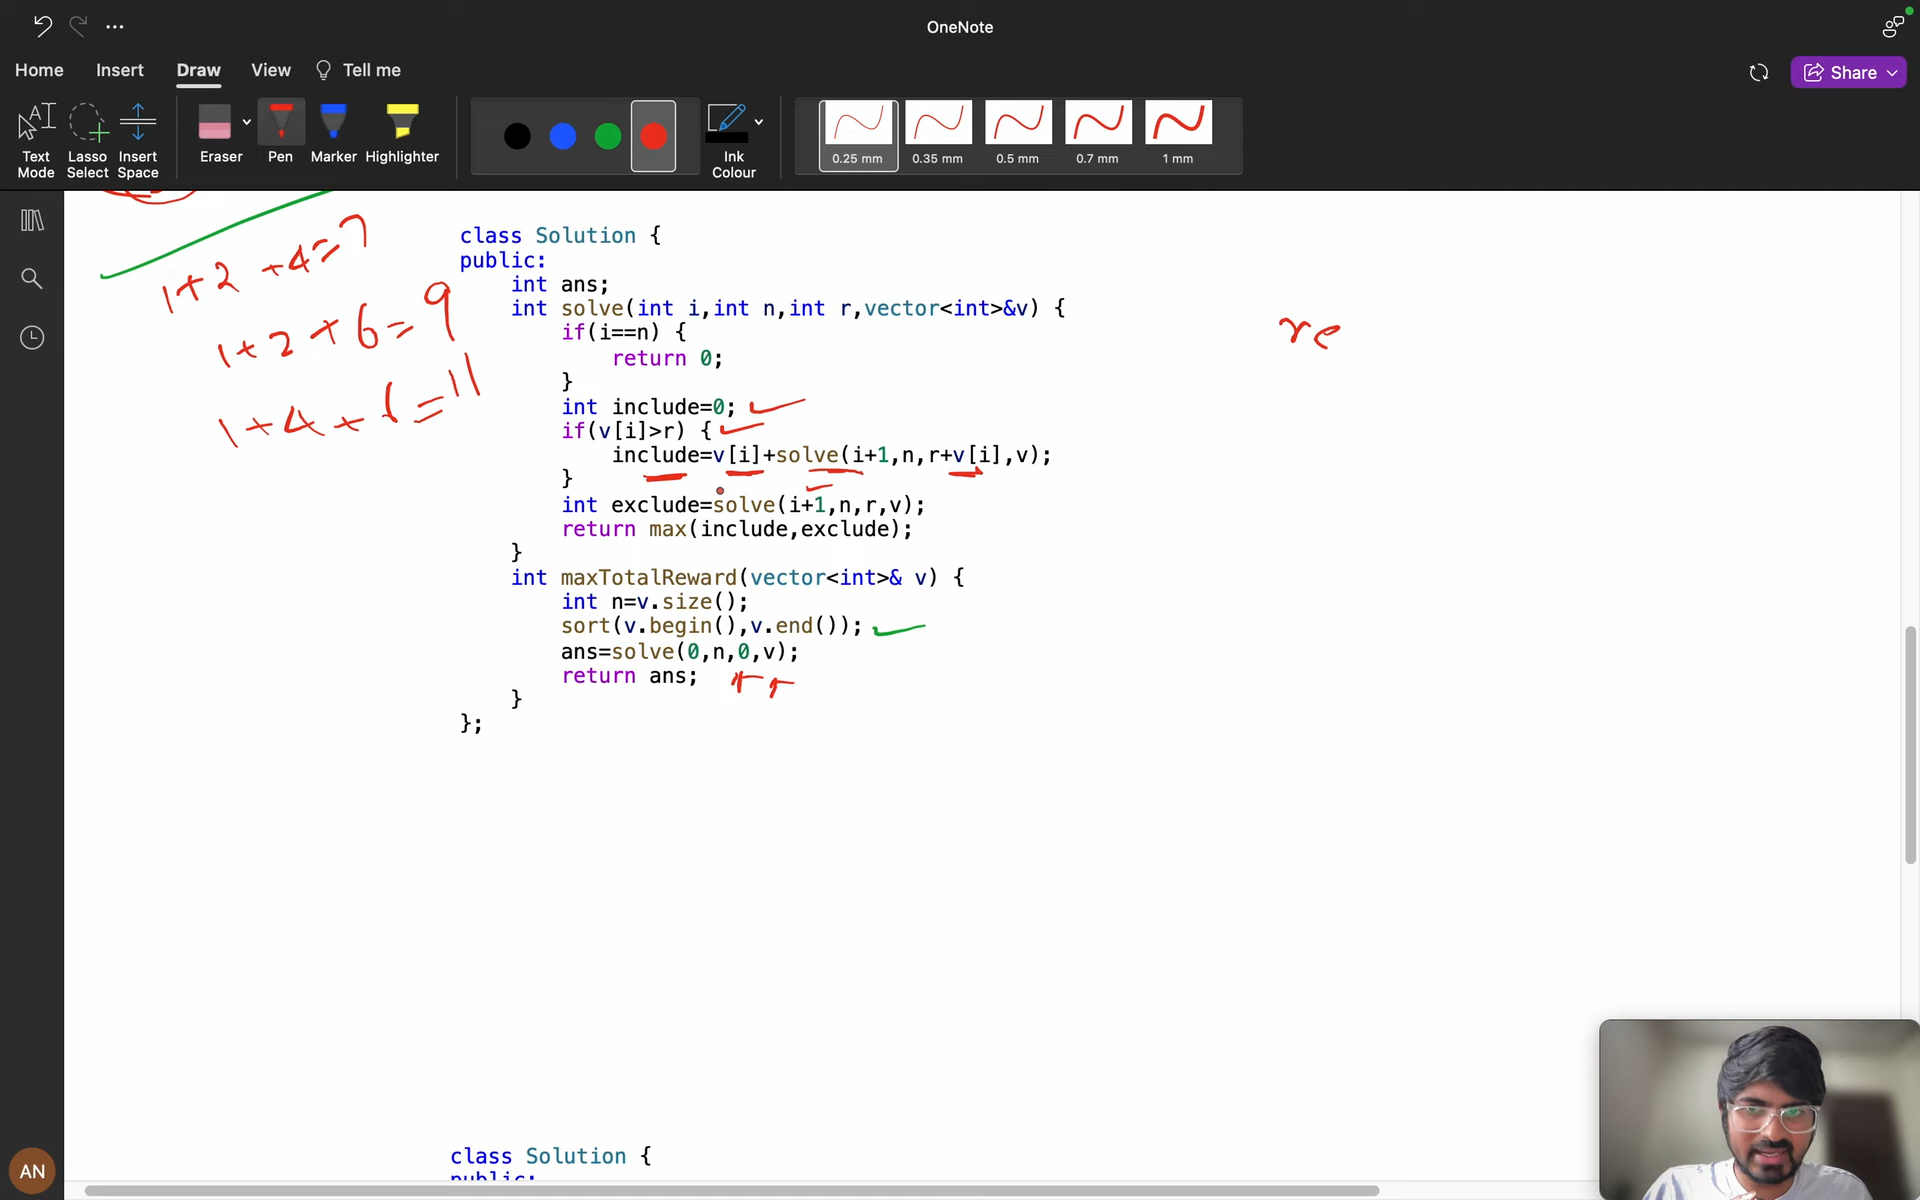 OneNote
Home Insert Draw View Tell me
Share
Text Mode
Lasso Select
Insert Space
Eraser
Pen
Marker
Highlighter
Ink Colour
0.25 mm
0.35 mm
0.5 mm
0.7 mm
1 mm
1+2 +4=7
1+2+6=9
1+4+6=11
class Solution {
public:
int ans;
int solve(int i,int n,int r,vector<int>&v) {
if(i==n) {
return 0;
}
int include=0;
if(v[i]>r) {
include=v[i]+solve(i+1,n,r+v[i],v);
}
int exclude=solve(i+1,n,r,v);
return max(include,exclude);
}
int maxTotalReward(vector<int>& v) {
int n=v.size();
sort(v.begin(),v.end());
ans=solve(0,n,0,v);
return ans;
}
};
re
class Solution {
public:
AN